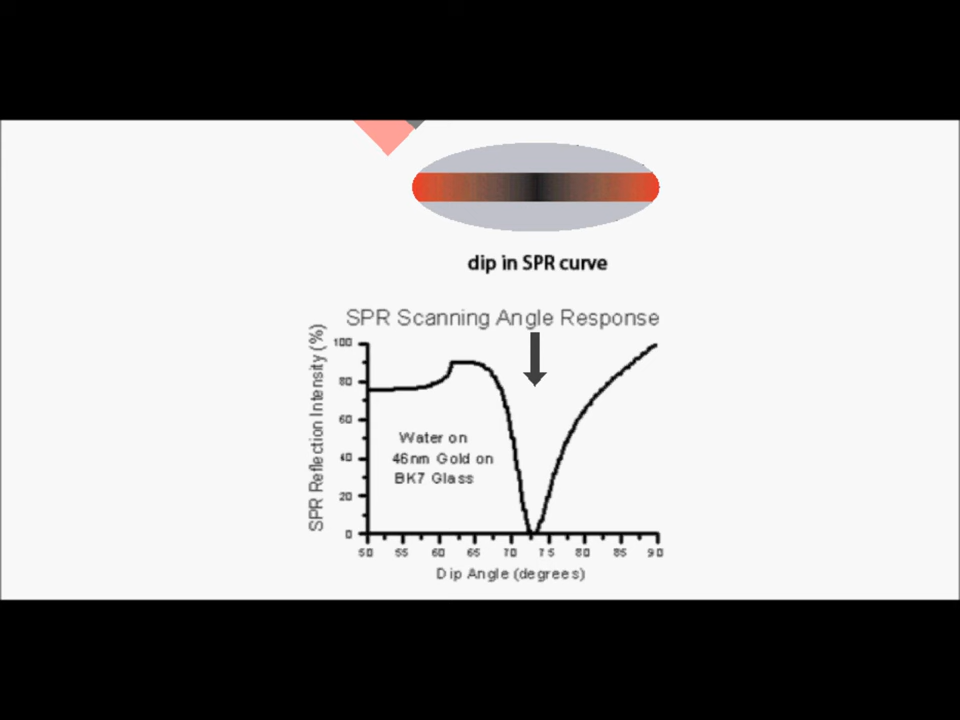 dip in SPR curve
SPR Scanning Angle Response
SPR Reflection Intensity (%)
100
80
60
40
20
0
Water on
46nm Gold on
BK7 Glass
50 55 60 65 70 75 80 85 90
Dip Angle (degrees)